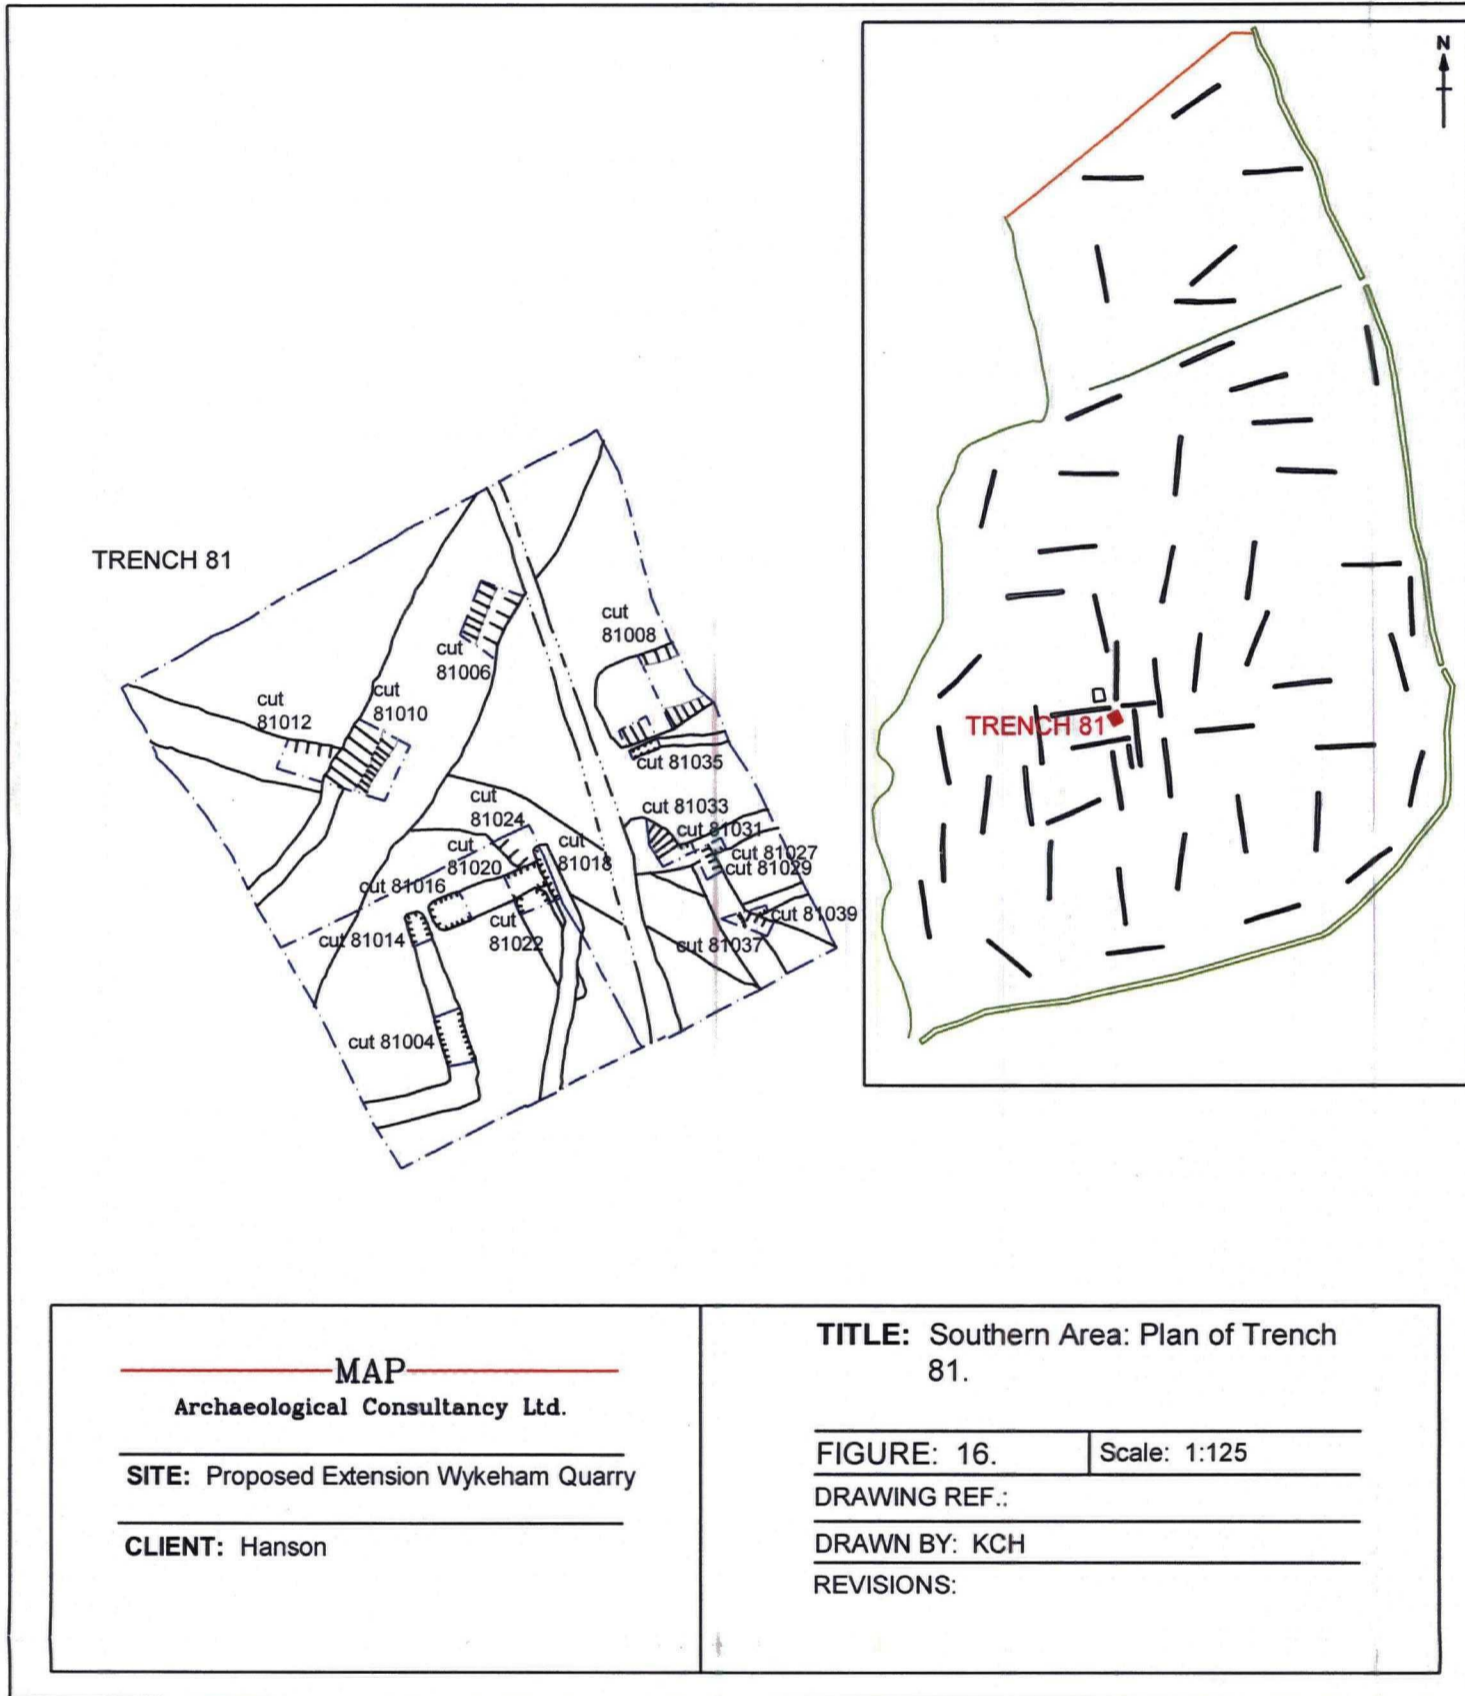 N
TRENCH 81
cut
81008
cut
81006
cut
81010
cut
81012
TRENCH 81
cut 81035
cut
81024
cut 81033
cut 81031
cut
81018
cut
81020
cut 81027
cut 81029
cut 81016
cut 81039
cut
81022
cut 81014
cut 81037
cut 81004
MAP
Archaeological Consultancy Ltd.
SITE: Proposed Extension Wykeham Quarry
CLIENT: Hanson
TITLE: Southern Area: Plan of Trench
81.
FIGURE: 16.
Scale: 1:125
DRAWING REF.:
DRAWN BY: KCH
REVISIONS: